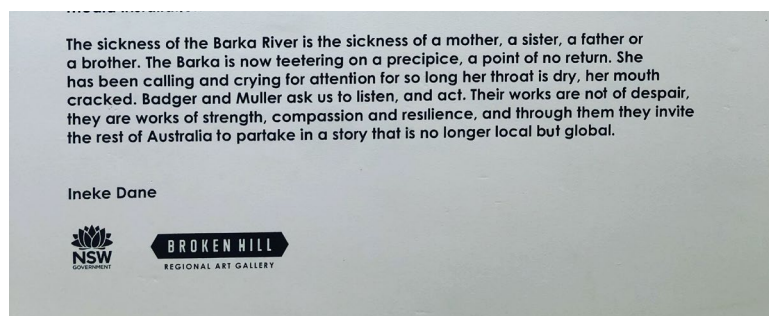 The sickness of the Barka River is the sickness of a mother, a sister, a father or
a brother. The Barka is now teetering on a precipice, a point of no return. She
has been calling and crying for attention for so long her throat is dry, her mouth
cracked. Badger and Muller ask us to listen, and act. Their works are not of despair,
they are works of strength, compassion and resilience, and through them they invite
the rest of Australia to partake in a story that is no longer local but global.
Ineke Dane
NSW
GOVERNMENT
BROKEN HILL
REGIONAL ART GALLERY